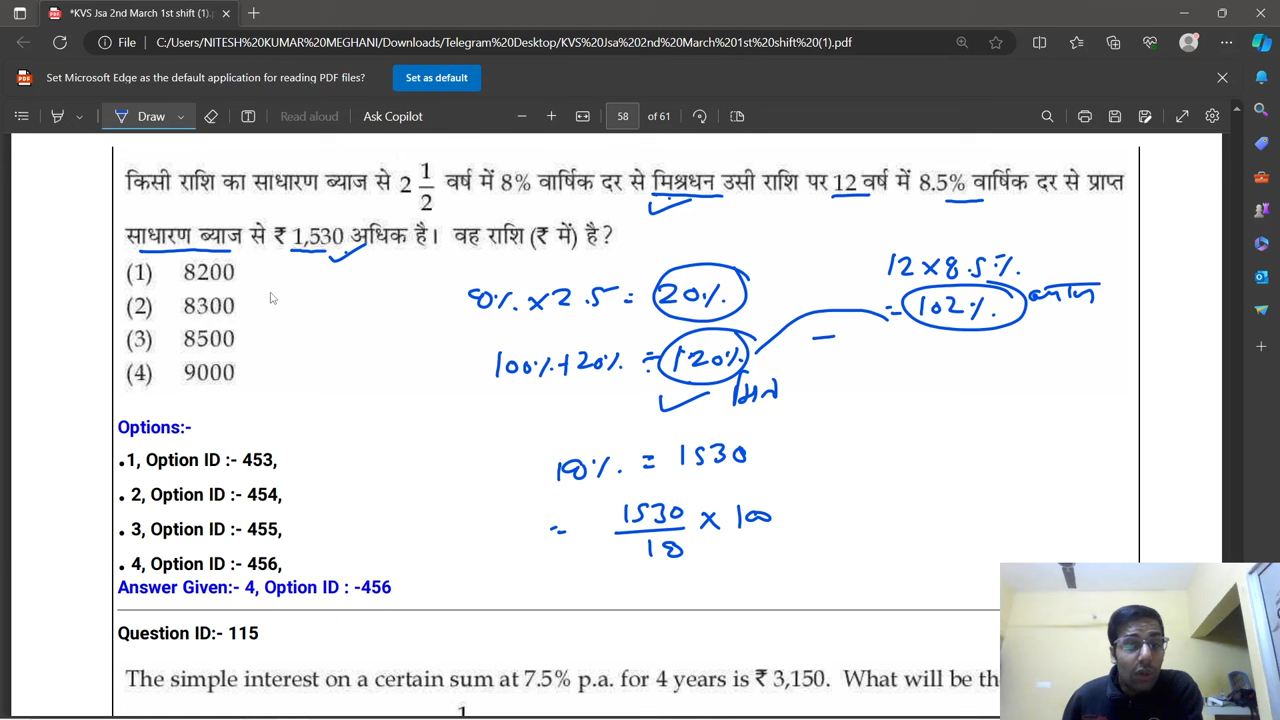 *KVS Jsa 2nd March 1st shift (1).
File C:/Users/NITESH%20KUMAR%20MEGHANI/Downloads/Telegram%20Desktop/KVS%20Jsa%202nd%20March%201st%20shift%20(1).pdf
Set Microsoft Edge as the default application for reading PDF files? Set as default
Draw Read aloud Ask Copilot 58 of 61
किसी राशि का साधारण ब्याज से 2 1/2 वर्ष में 8% वार्षिक दर से मिश्रधन उसी राशि पर 12 वर्ष में 8.5% वार्षिक दर से प्राप्त
साधारण ब्याज से ₹ 1,530 अधिक है। वह राशि (₹ में) है?
(1) 8200
(2) 8300
(3) 8500
(4) 9000
12 x 8.5%.
8%. x 2.5 = 20%.
= 102%.
100%.+20%. = 120%.
18%. = 1530
= 1530/18 x 100
Options:-
.1, Option ID :- 453,
. 2, Option ID :- 454,
. 3, Option ID :- 455,
. 4, Option ID :- 456,
Answer Given:- 4, Option ID : -456
Question ID:- 115
The simple interest on a certain sum at 7.5% p.a. for 4 years is ₹ 3,150. What will be th
1